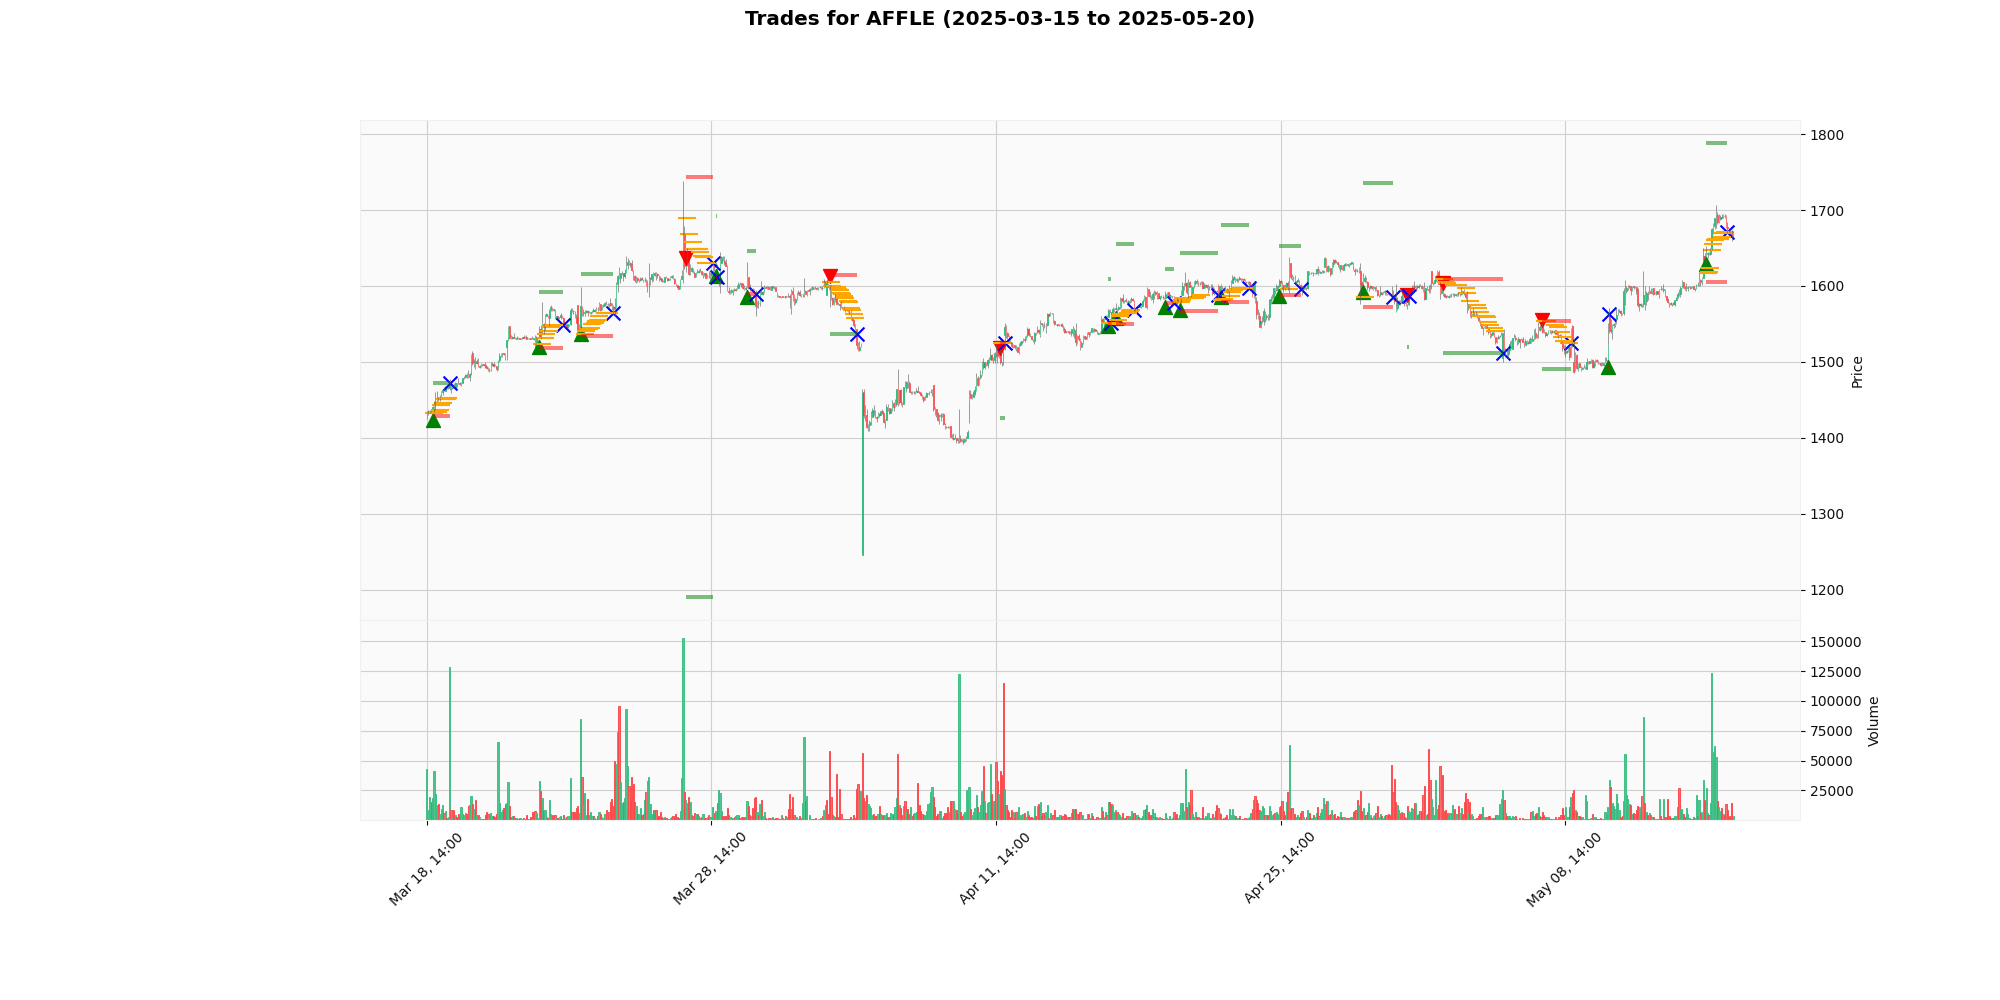 Trades for AFFLE (2025-03-15 to 2025-05-20)
1800
1700
1600
1500
1400
1300
1200
Price
150000
125000
100000
75000
50000
25000
Volume
Mar 18, 14:00
Mar 28, 14:00
Apr 11, 14:00
Apr 25, 14:00
May 08, 14:00